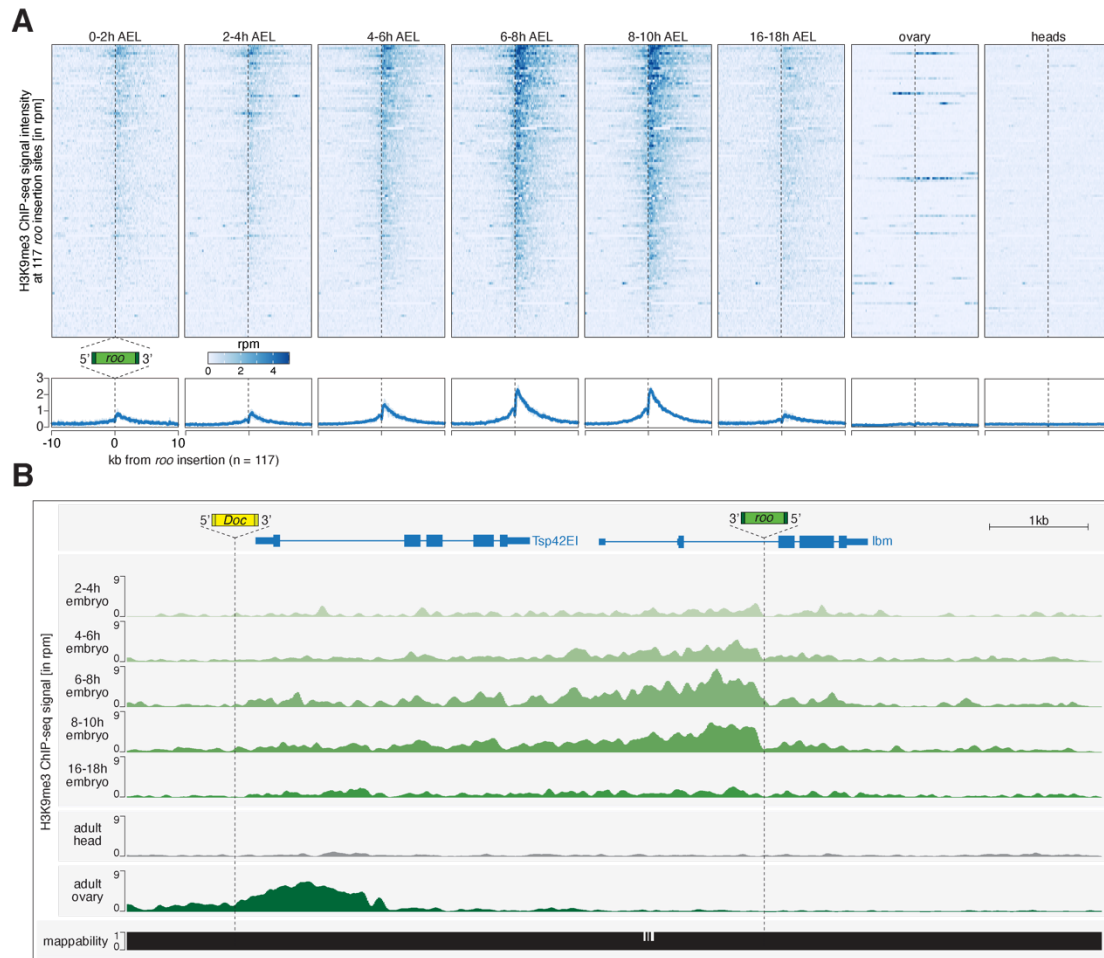 A
0-2h AEL 2-4h AEL 4-6h AEL 6-8h AEL 8-10h AEL 16-18h AEL ovary heads
H3K9me3 ChIP-seq signal intensity
at 117 roo insertion sites [in rpm]
5' roo 3'
rpm
0 2 4
3
2
1
0
-10 0 10
kb from roo insertion (n = 117)
B
5' Doc 3'
3' roo 5'
1kb
Tsp42El
lbm
H3K9me3 ChIP-seq signal [in rpm]
2-4h
embryo
9
0
4-6h
embryo
9
0
6-8h
embryo
9
0
8-10h
embryo
9
0
16-18h
embryo
9
0
adult
head
9
0
adult
ovary
9
0
mappability
1
0